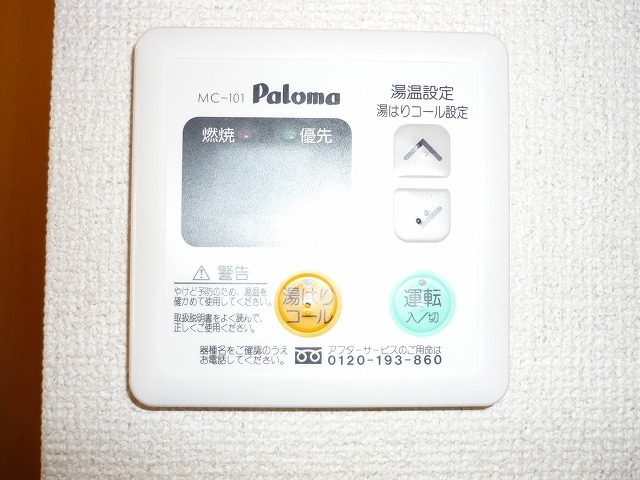 MC-101 Paloma
湯温設定
湯はりコール設定
燃焼 優先
警告
やけど予防のため、湯温を
確かめて使用してください。
取扱説明書をよく読んで、
正しくご使用ください。
湯はり
コール
運転
入/切
器種名をご確認のうえ
お電話してください。
アフターサービスのご用命は
0120-193-860